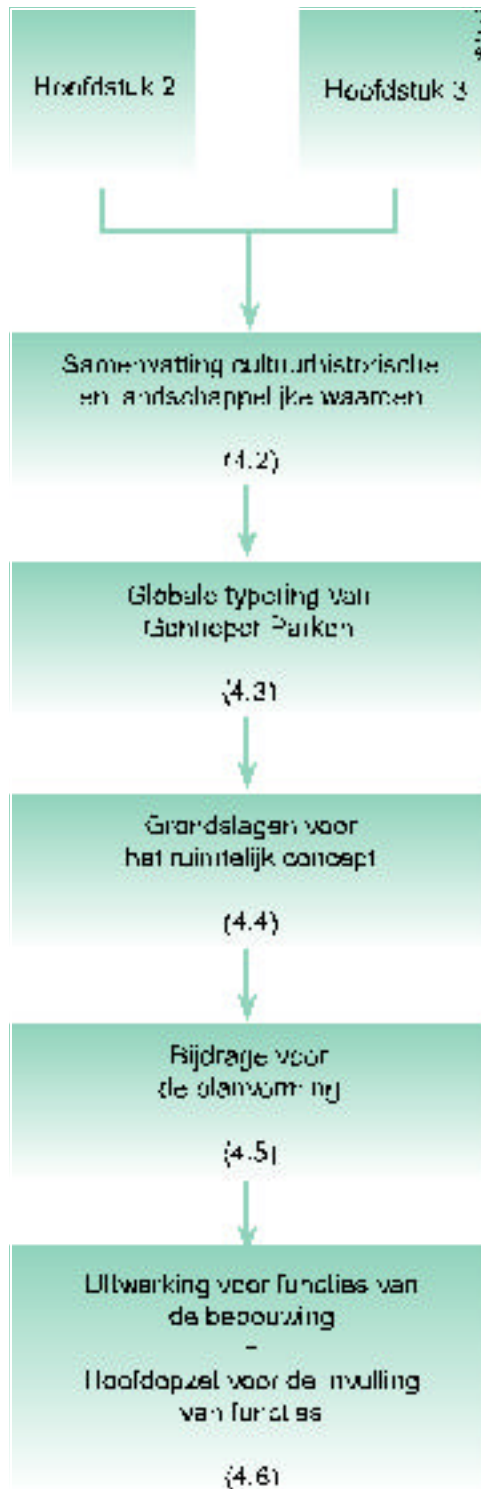 Hoofdstuk 2
Hoofdstuk 3
Samenvatting cultuurhistorische
en landschappelijke waarden
(4.2)
Globale typering van
Genneper Parken
(4.3)
Grondslagen voor
het ruimtelijk concept
(4.4)
Bijdrage voor
de planvorming
(4.5)
Uitwerking voor functies van
de bebouwing
–
Hoofdopzet voor de invulling
van functies
(4.6)